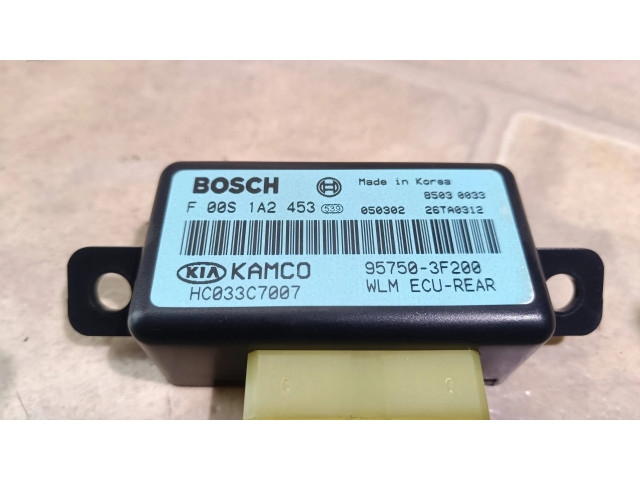 BOSCH Made in Korea
8503 0033
F 00S 1A2 453 539 050302 26TA0312
KIA KAMCO 95750-3F200
HC033C7007 WLM ECU-REAR